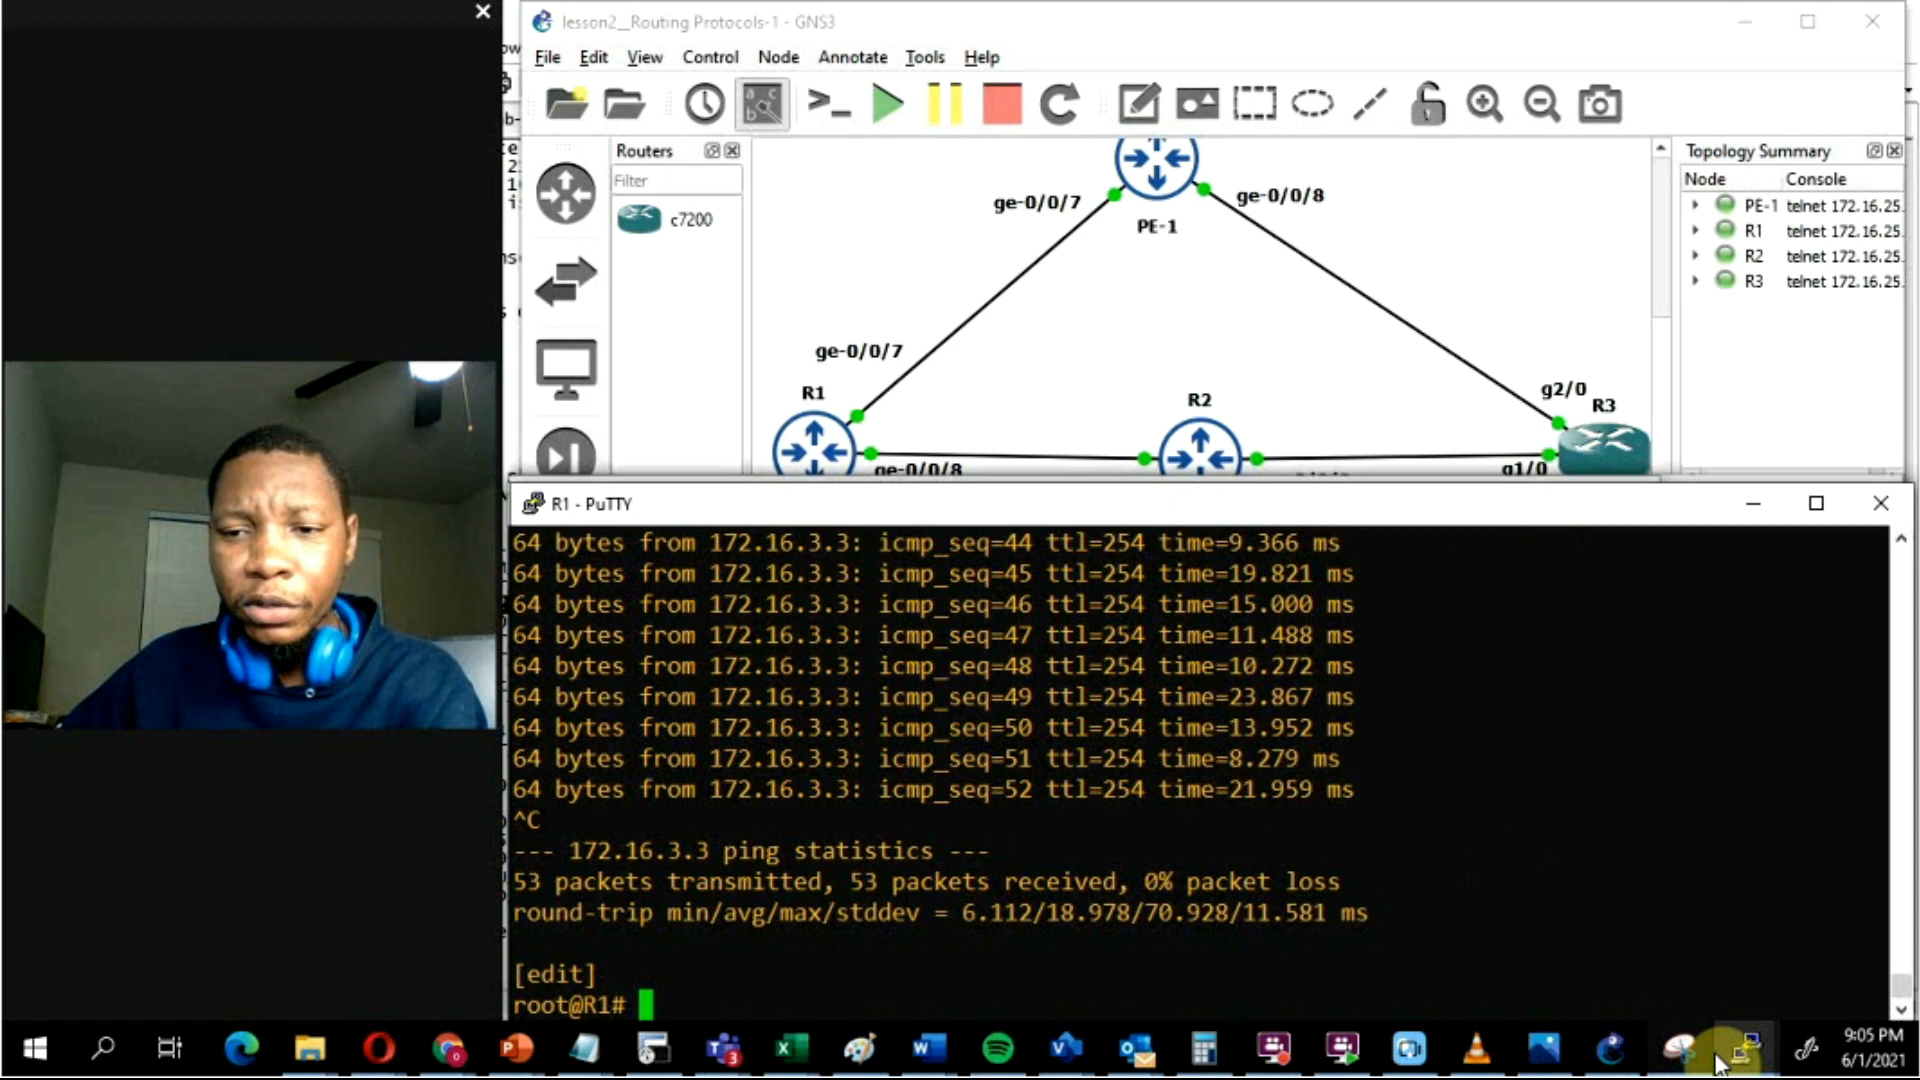 lesson2__Routing Protocols-1 - GNS3
File Edit View Control Node Annotate Tools Help
Routers
Filter
c7200
ge-0/0/7
ge-0/0/8
PE-1
ge-0/0/7
R1
R2
g2/0
R3
ge-0/0/8
g1/0
Topology Summary
Node Console
PE-1 telnet 172.16.25.
R1 telnet 172.16.25.
R2 telnet 172.16.25.
R3 telnet 172.16.25.
R1 - PuTTY
64 bytes from 172.16.3.3: icmp_seq=44 ttl=254 time=9.366 ms
64 bytes from 172.16.3.3: icmp_seq=45 ttl=254 time=19.821 ms
64 bytes from 172.16.3.3: icmp_seq=46 ttl=254 time=15.000 ms
64 bytes from 172.16.3.3: icmp_seq=47 ttl=254 time=11.488 ms
64 bytes from 172.16.3.3: icmp_seq=48 ttl=254 time=10.272 ms
64 bytes from 172.16.3.3: icmp_seq=49 ttl=254 time=23.867 ms
64 bytes from 172.16.3.3: icmp_seq=50 ttl=254 time=13.952 ms
64 bytes from 172.16.3.3: icmp_seq=51 ttl=254 time=8.279 ms
64 bytes from 172.16.3.3: icmp_seq=52 ttl=254 time=21.959 ms
^C
--- 172.16.3.3 ping statistics ---
53 packets transmitted, 53 packets received, 0% packet loss
round-trip min/avg/max/stddev = 6.112/18.978/70.928/11.581 ms
[edit]
root@R1#
9:05 PM
6/1/2021